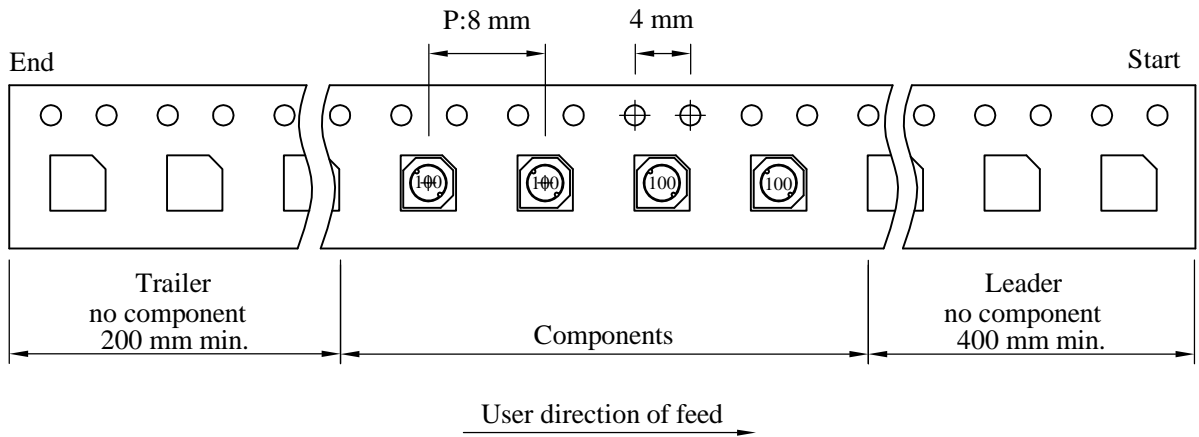 P:8 mm
4 mm
End
Start
100
100
100
100
Trailer
no component
200 mm min.
Components
Leader
no component
400 mm min.
User direction of feed